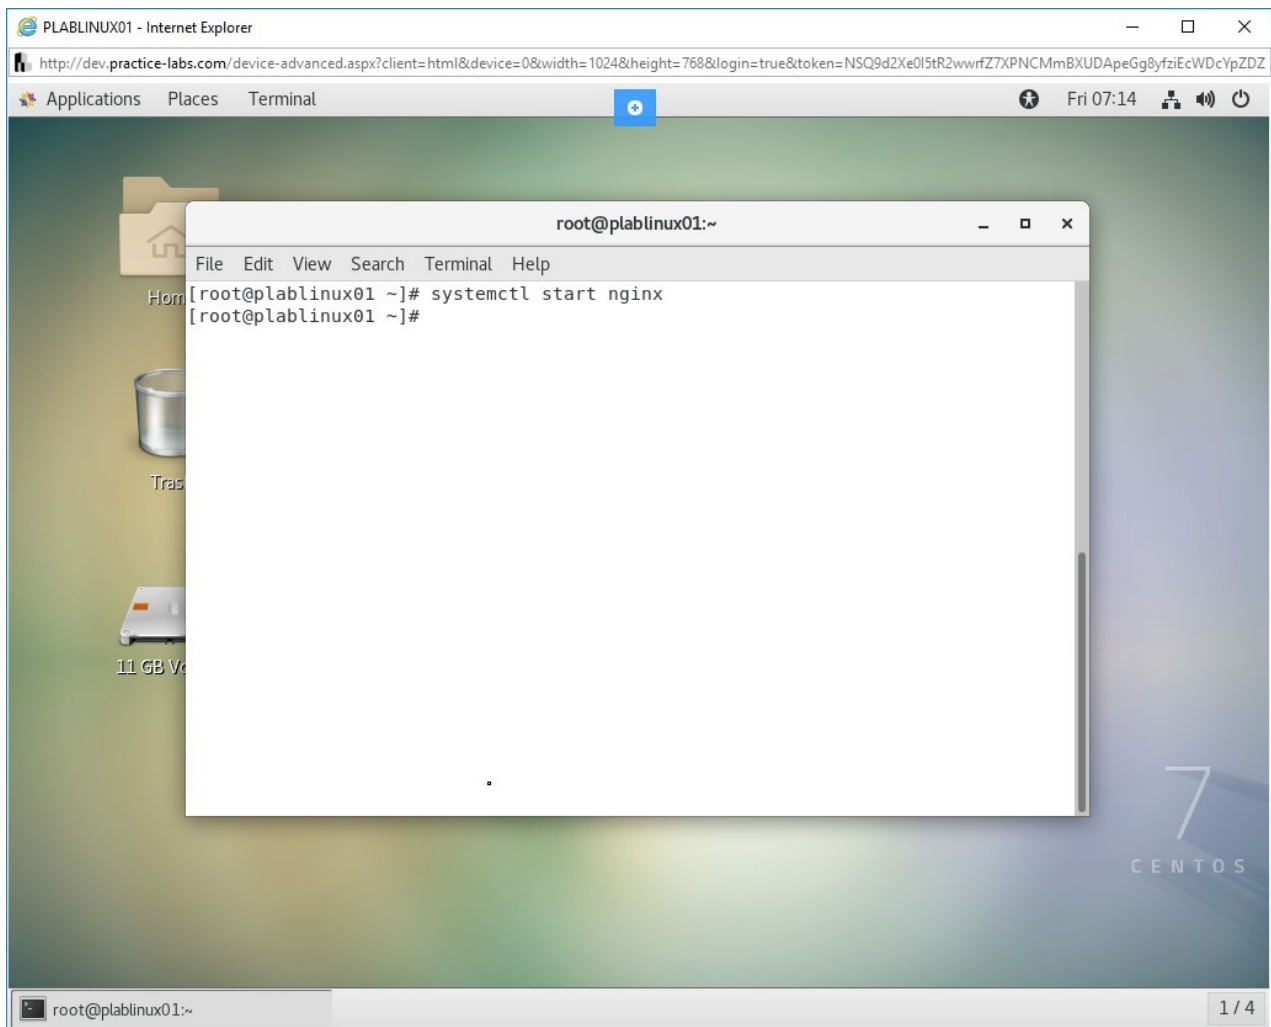 PLABLINUX01 - Internet Explorer
http://dev.practice-labs.com/device-advanced.aspx?client=html&device=0&width=1024&height=768&login=true&token=NSQ9d2Xe0I5tR2wwrfZ7XPNCMmBXUDApeGg8yfziEcWDcYpZDZ
Applications Places Terminal Fri 07:14
root@plablinux01:~
File Edit View Search Terminal Help
[root@plablinux01 ~]# systemctl start nginx
[root@plablinux01 ~]#
Hom
Tras
11 GB Vo
7
CENTOS
root@plablinux01:~ 1 / 4